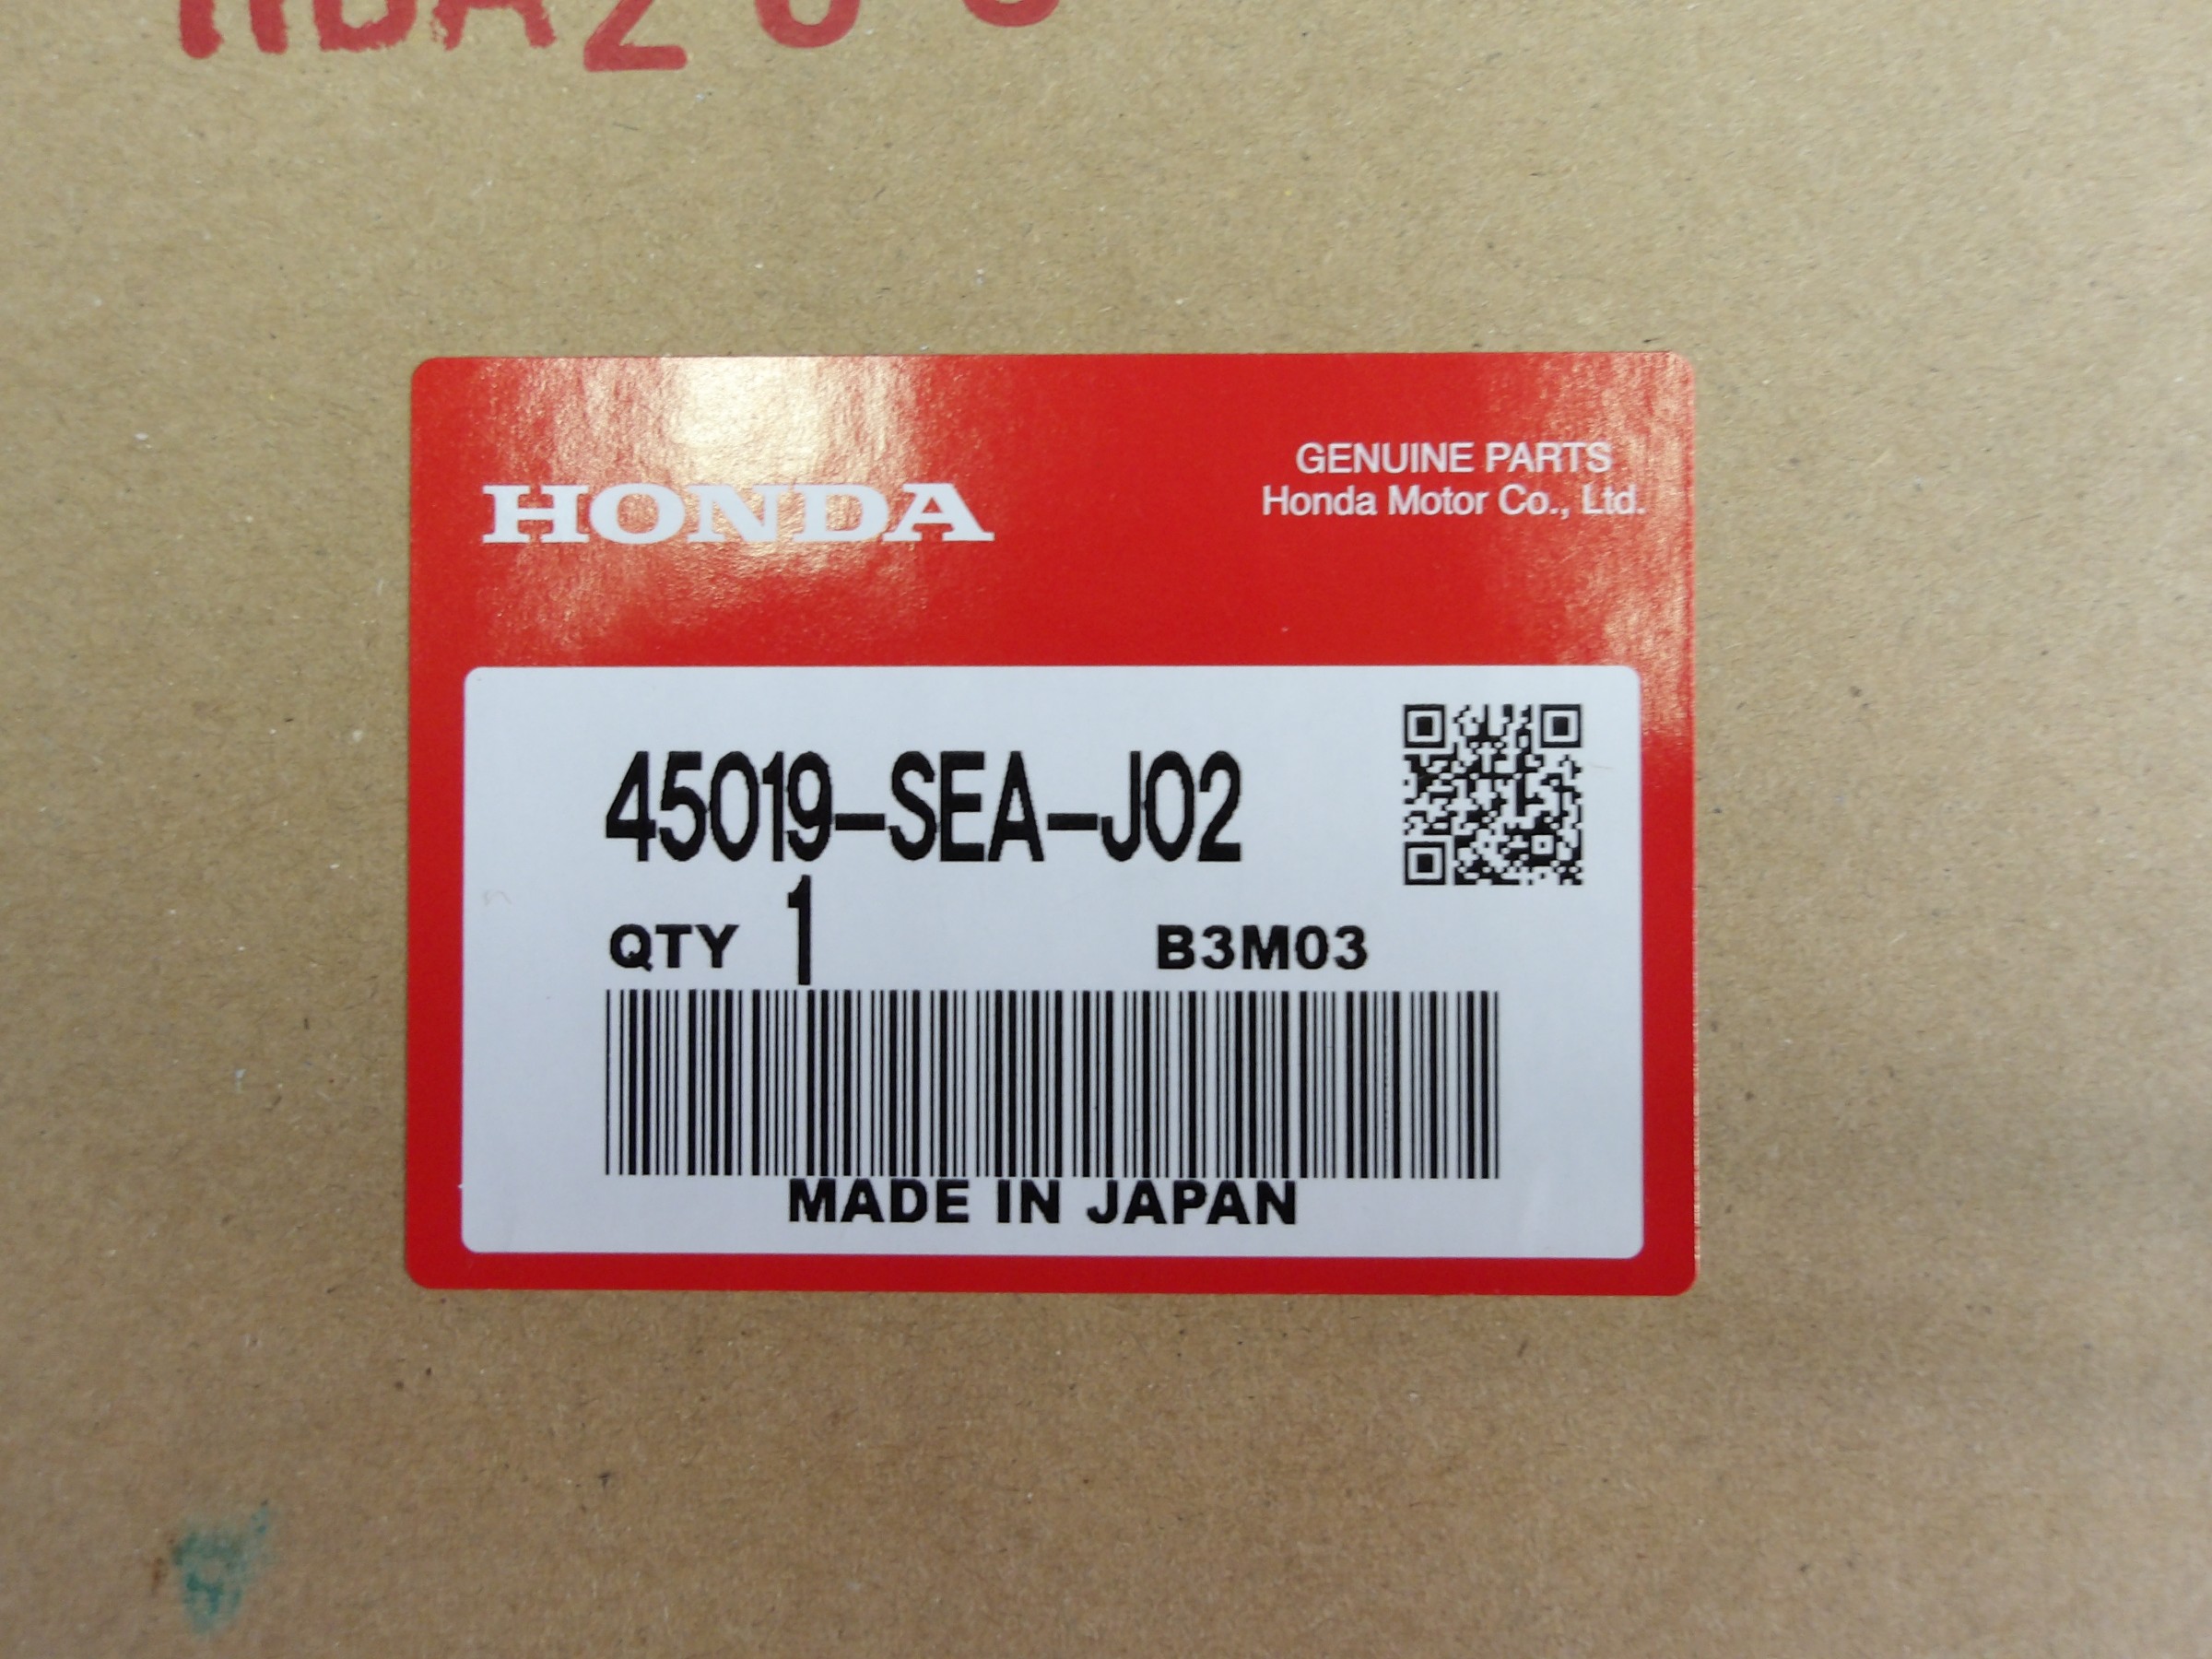 HONDA
GENUINE PARTS
Honda Motor Co., Ltd.
45019-SEA-J02
QTY 1 B3M03
MADE IN JAPAN